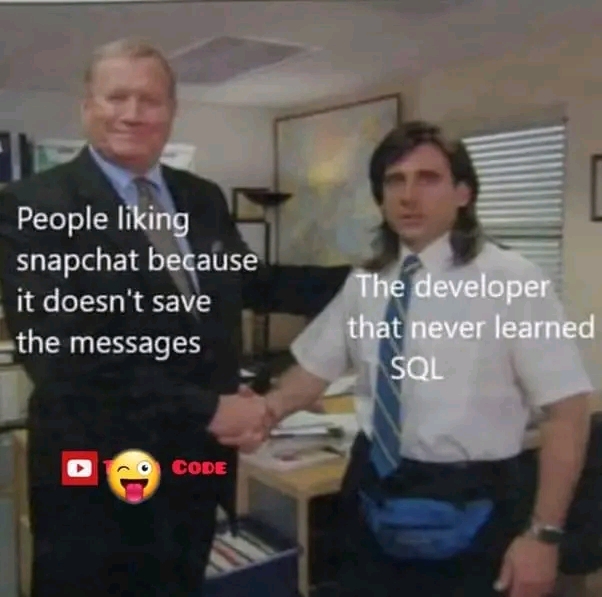 People liking
snapchat because
it doesn't save
the messages
The developer
that never learned
SQL
CODE